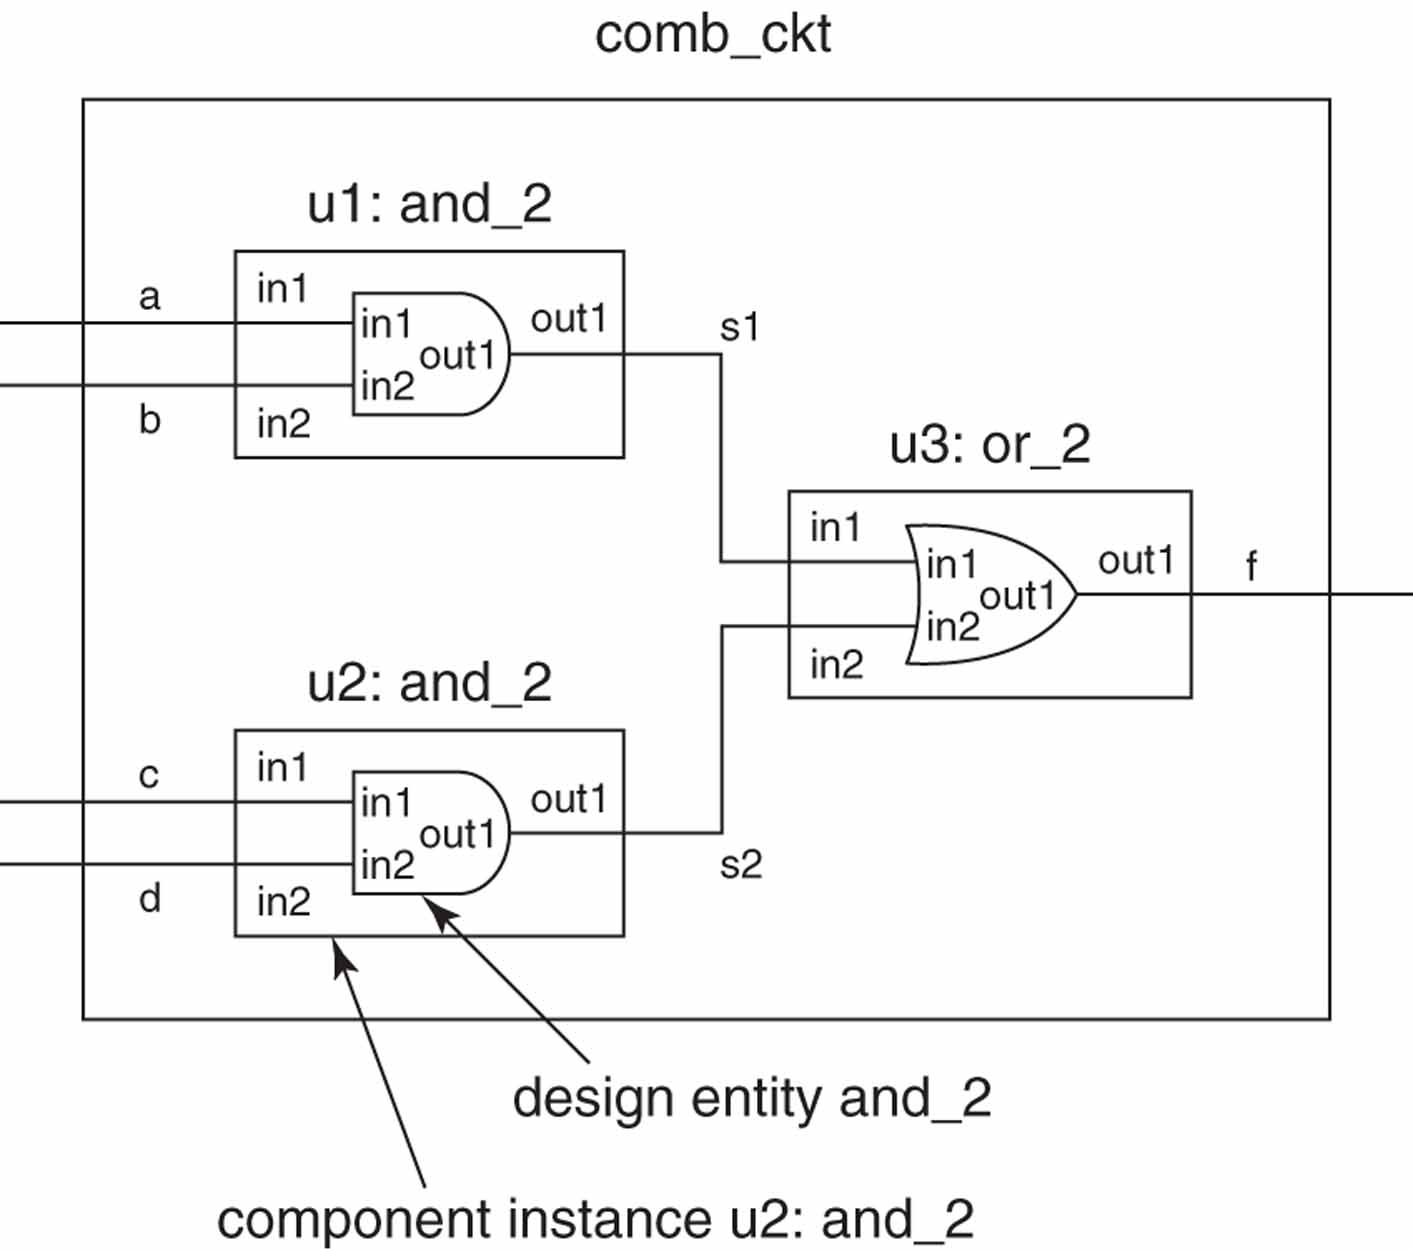 comb_ckt
u1: and_2
a
in1
in1
out1
out1
in2
b
in2
s1
u3: or_2
in1
in1
out1
out1
f
in2
in2
u2: and_2
c
in1
in1
out1
out1
in2
d
in2
s2
design entity and_2
component instance u2: and_2